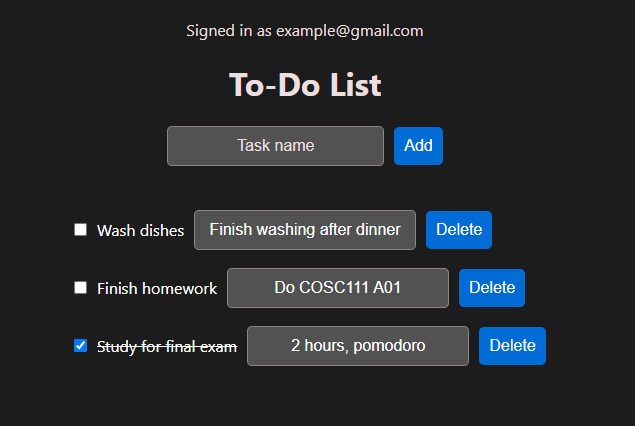 Signed in as example@gmail.com
To-Do List
Task name Add
Wash dishes Finish washing after dinner Delete
Finish homework Do COSC111 A01 Delete
Study for final exam 2 hours, pomodoro Delete